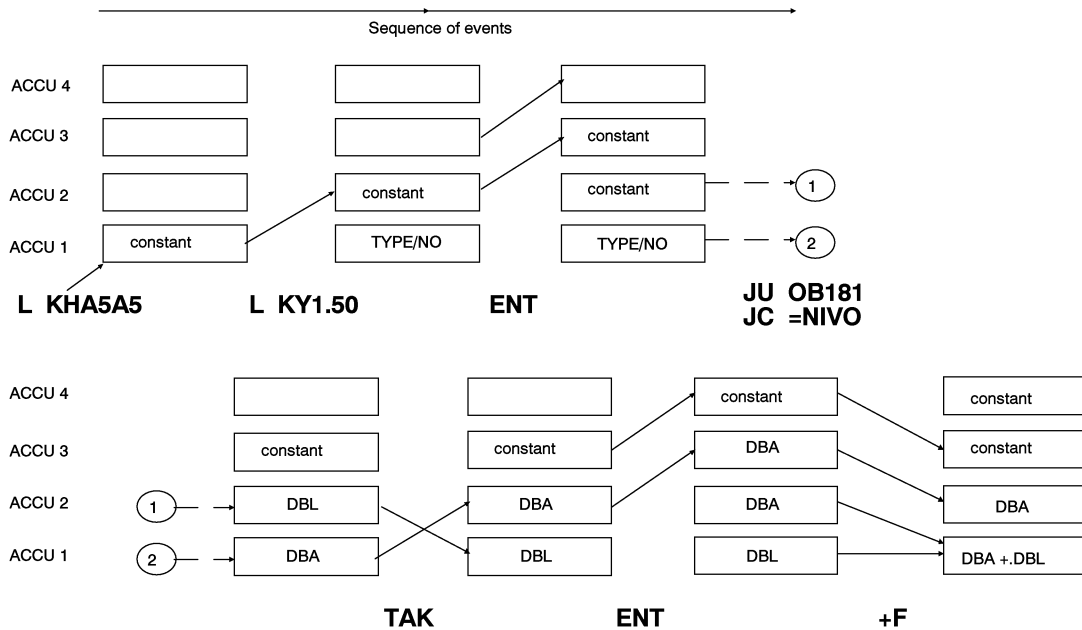 Sequence of events
ACCU 4
ACCU 3 constant
ACCU 2 constant constant 1
ACCU 1 constant TYPE/NO TYPE/NO 2
L KHA5A5 L KY1.50 ENT JU OB181
JC =NIVO
ACCU 4 constant constant
ACCU 3 constant constant DBA constant
ACCU 2 1 DBL DBA DBA DBA
ACCU 1 2 DBA DBL DBL DBA +.DBL
TAK ENT +F